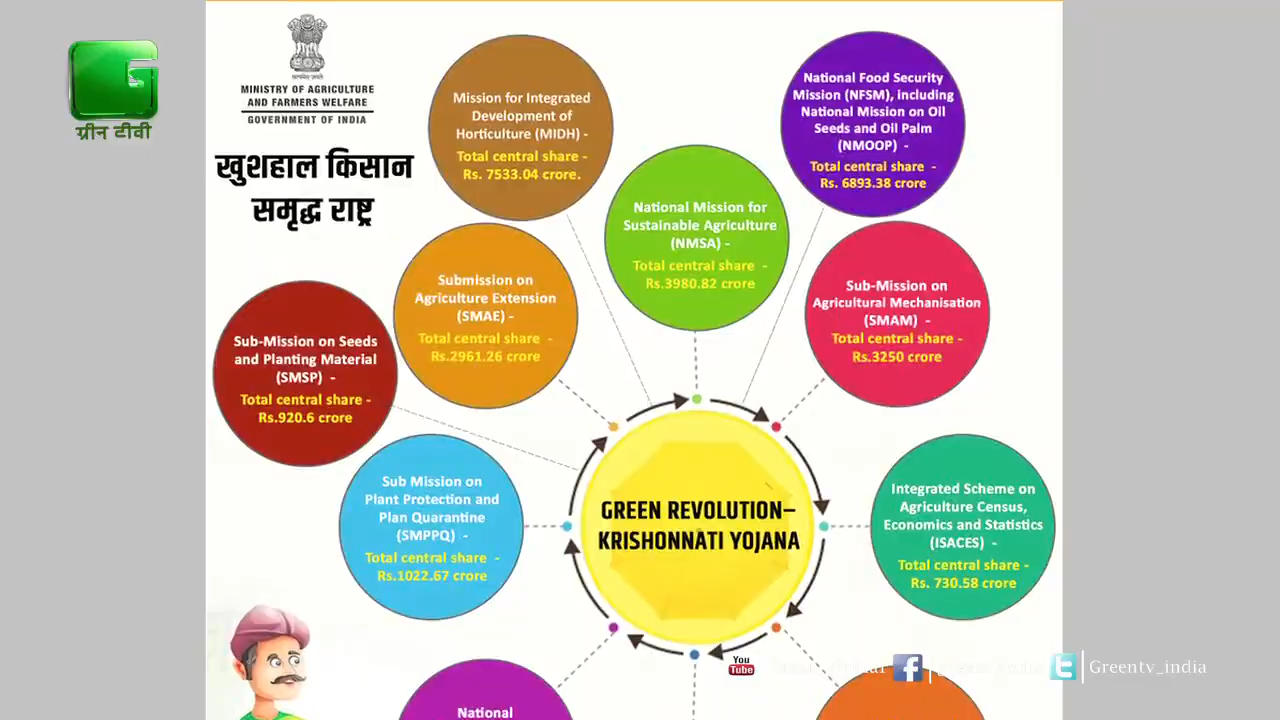 ग्रीन टीवी
सत्यमेव जयते
MINISTRY OF AGRICULTURE
AND FARMERS WELFARE
GOVERNMENT OF INDIA
खुशहाल किसान
समृद्ध राष्ट्र
Mission for Integrated
Development of
Horticulture (MIDH) -
Total central share -
Rs. 7533.04 crore.
National Food Security
Mission (NFSM), including
National Mission on Oil
Seeds and Oil Palm
(NMOOP) -
Total central share -
Rs. 6893.38 crore
National Mission for
Sustainable Agriculture
(NMSA) -
Total central share -
Rs.3980.82 crore
Submission on
Agriculture Extension
(SMAE) -
Total central share -
Rs.2961.26 crore
Sub-Mission on
Agricultural Mechanisation
(SMAM) -
Total central share -
Rs.3250 crore
Sub-Mission on Seeds
and Planting Material
(SMSP) -
Total central share -
Rs.920.6 crore
Sub Mission on
Plant Protection and
Plan Quarantine
(SMPPQ) -
Total central share -
Rs.1022.67 crore
GREEN REVOLUTION–
KRISHONNATI YOJANA
Integrated Scheme on
Agriculture Census,
Economics and Statistics
(ISACES) -
Total central share -
Rs. 730.58 crore
National
You
Tube
Greentv_india